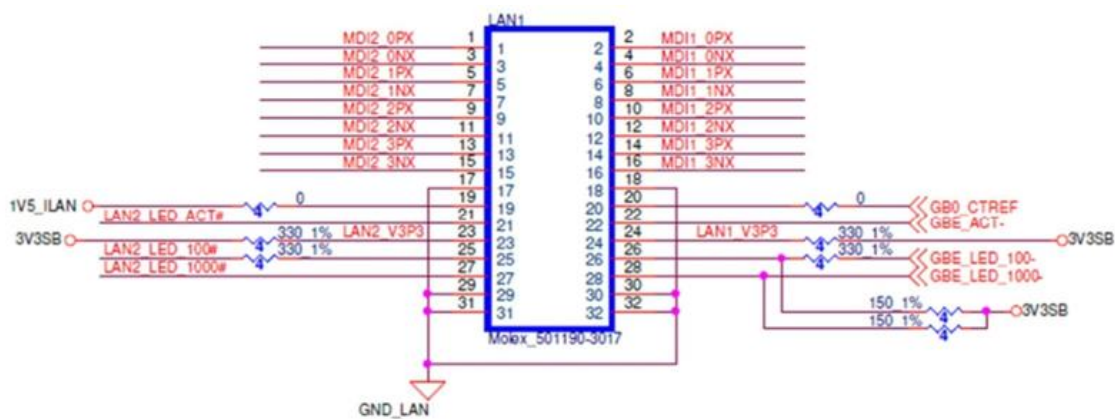 LAN1
MDI2_0PX 1 1 2 2 MDI1_0PX
MDI2_0NX 3 3 4 4 MDI1_0NX
MDI2_1PX 5 5 6 6 MDI1_1PX
MDI2_1NX 7 7 8 8 MDI1_1NX
MDI2_2PX 9 9 10 10 MDI1_2PX
MDI2_2NX 11 11 12 12 MDI1_2NX
MDI2_3PX 13 13 14 14 MDI1_3PX
MDI2_3NX 15 15 16 16 MDI1_3NX
17 17 18 18
1V5_ILAN 0 19 19 20 20 0 GB0_CTREF
LAN2_LED_ACT# 21 21 22 22 GBE_ACT-
3V3SB 330_1% LAN2_V3P3 23 23 24 24 LAN1_V3P3 330_1% 3V3SB
LAN2_LED_100# 330_1% 25 25 26 26 330_1% GBE_LED_100-
LAN2_LED_1000# 27 27 28 28 GBE_LED_1000-
29 29 30 30
31 31 32 32
150_1% 3V3SB
150_1%
Molex_501190-3017
GND_LAN